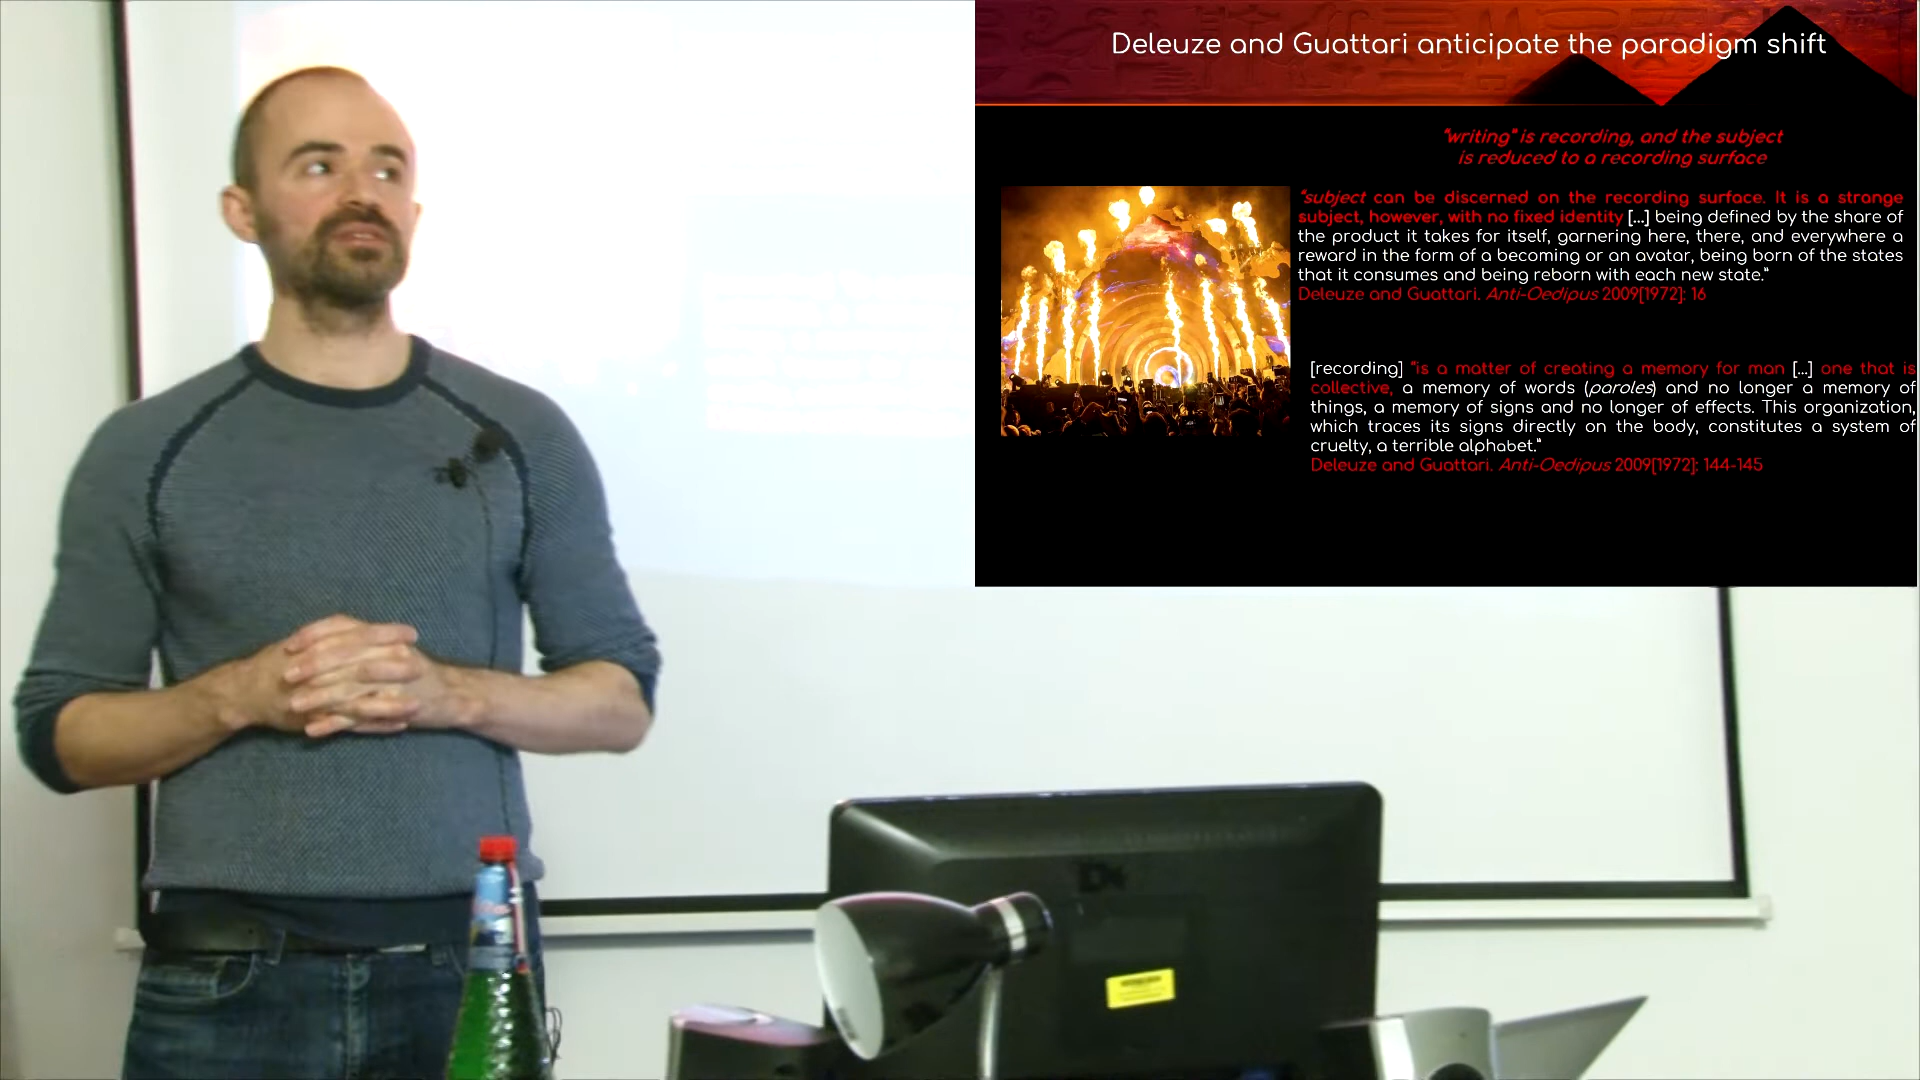 Deleuze and Guattari anticipate the paradigm shift
"writing" is recording, and the subject
is reduced to a recording surface
"subject can be discerned on the recording surface. It is a strange
subject, however, with no fixed identity [...] being defined by the share of
the product it takes for itself, garnering here, there, and everywhere a
reward in the form of a becoming or an avatar, being born of the states
that it consumes and being reborn with each new state."
Deleuze and Guattari. Anti-Oedipus 2009[1972]: 16
[recording] "is a matter of creating a memory for man [...] one that is
collective, a memory of words (paroles) and no longer a memory of
things, a memory of signs and no longer of effects. This organization,
which traces its signs directly on the body, constitutes a system of
cruelty, a terrible alphabet."
Deleuze and Guattari. Anti-Oedipus 2009[1972]: 144-145